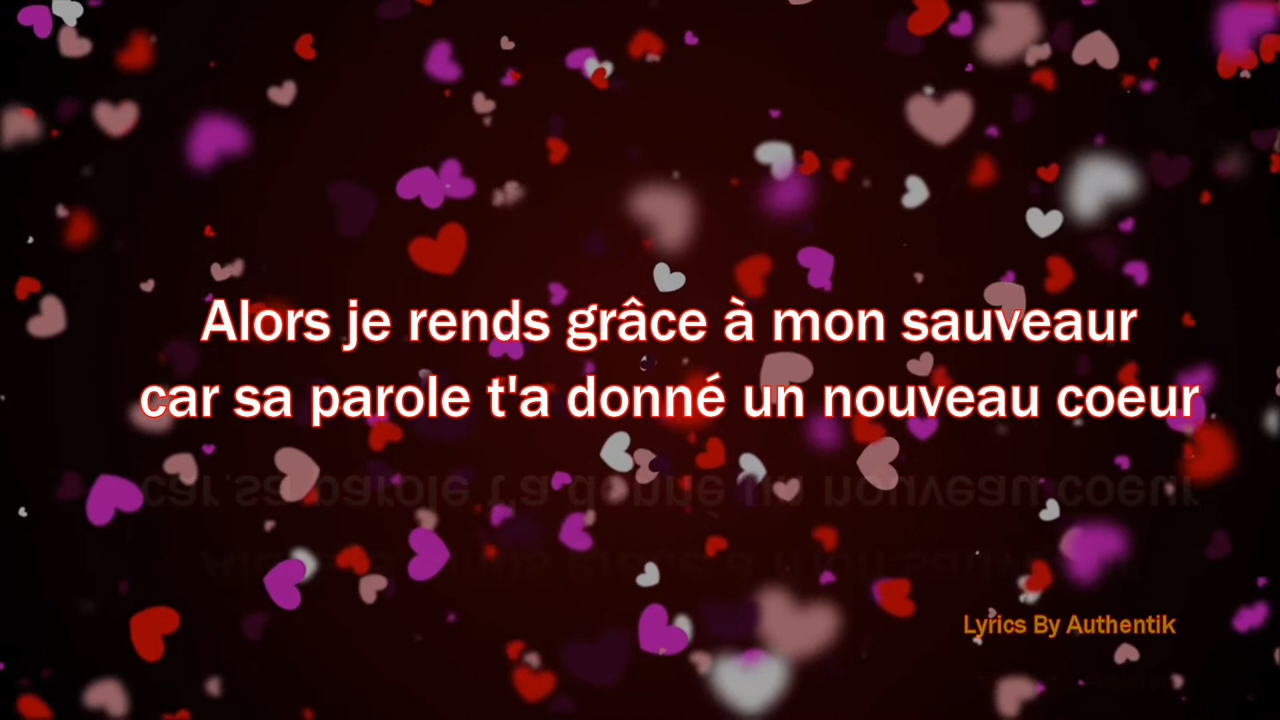 Alors je rends grâce à mon sauveaur
car sa parole t'a donné un nouveau coeur
Lyrics By Authentik